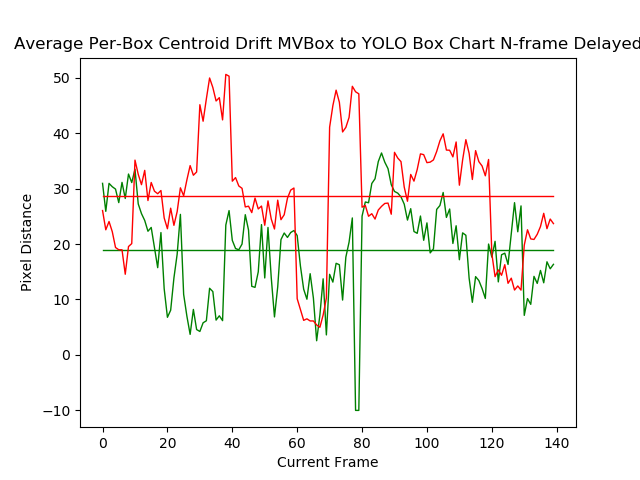 Average Per-Box Centroid Drift MVBox to YOLO Box Chart N-frame Delayed
50
40
30
20
10
0
−10
Pixel Distance
0 20 40 60 80 100 120 140
Current Frame